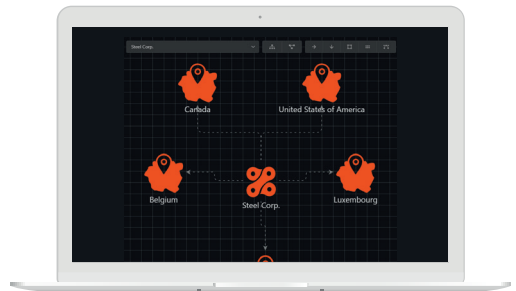 Steel Corp.
Canada
United States of America
Belgium
Steel Corp.
Luxembourg